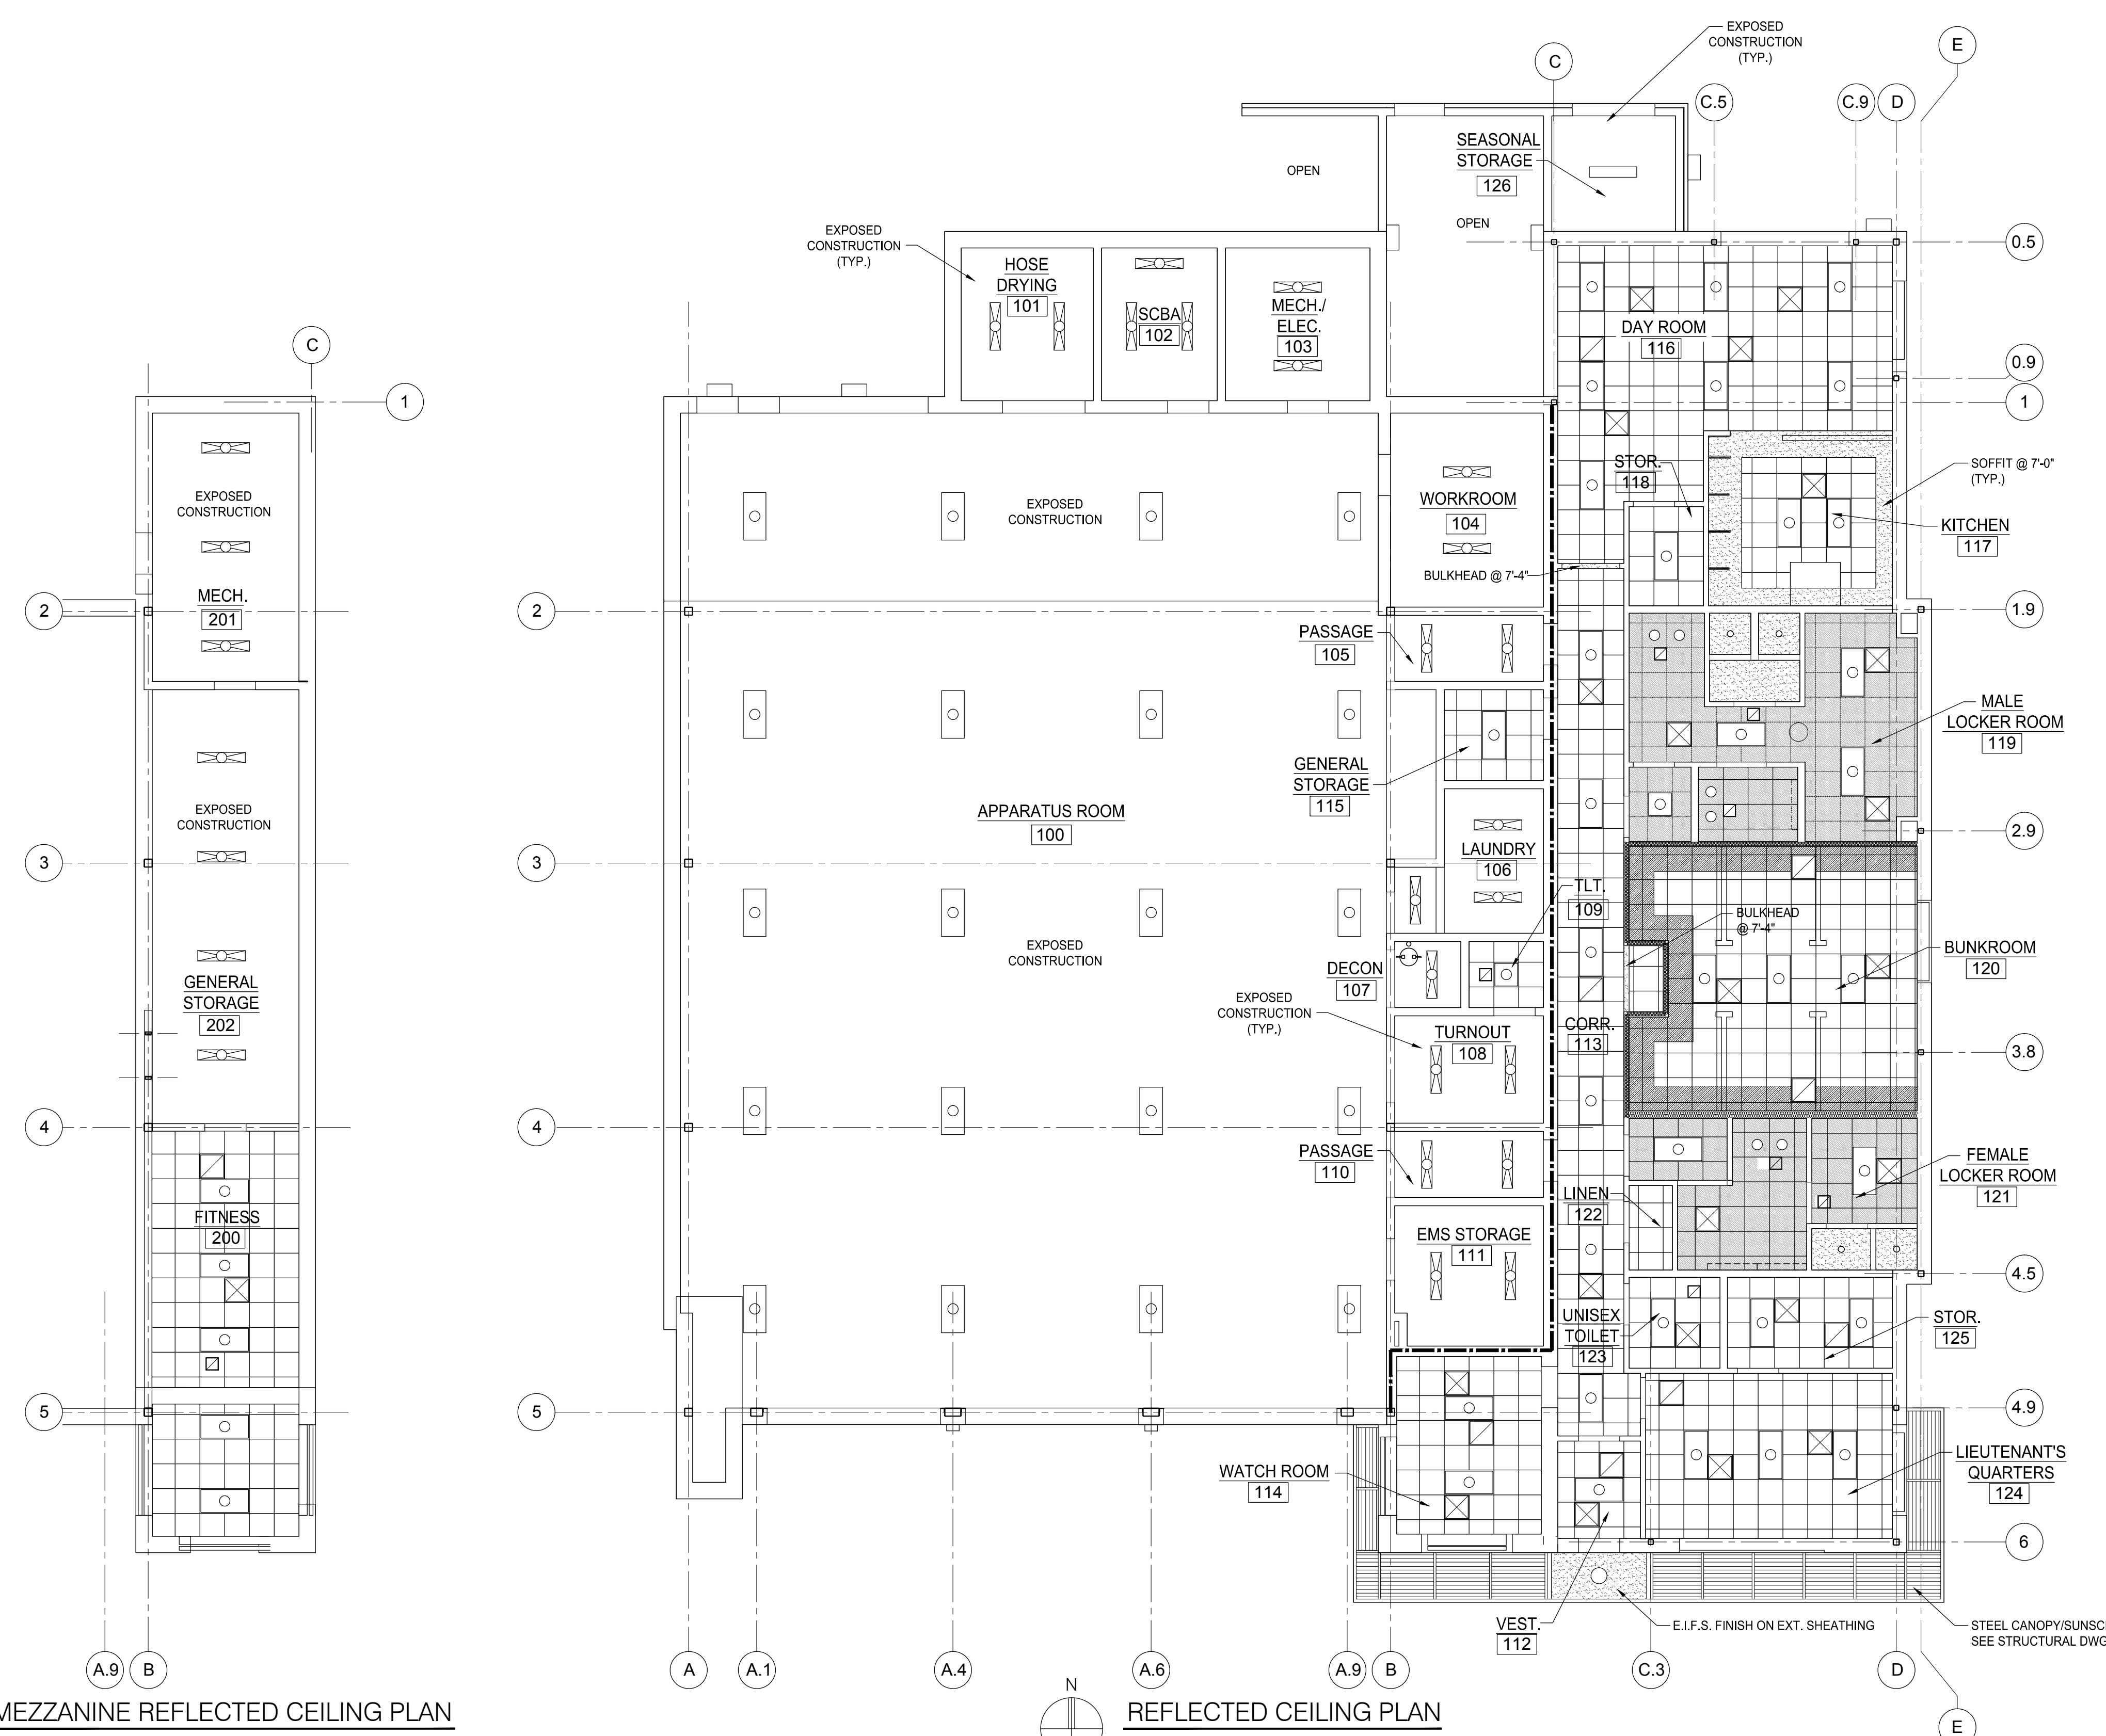 EXPOSED
CONSTRUCTION
(TYP.)
E
C
C.5
C.9
D
SEASONAL
STORAGE
126
OPEN
OPEN
EXPOSED
CONSTRUCTION
(TYP.)
HOSE
DRYING
101
SCBA
102
MECH./
ELEC.
103
DAY ROOM
116
0.5
0.9
1
C
1
EXPOSED
CONSTRUCTION
MECH.
201
2
GENERAL
STORAGE
202
EXPOSED
CONSTRUCTION
3
4
FITNESS
200
5
A.9
B
MEZZANINE REFLECTED CEILING PLAN
EXPOSED
CONSTRUCTION
WORKROOM
104
BULKHEAD @ 7'-4"
STOR.
118
SOFFIT @ 7'-0"
(TYP.)
KITCHEN
117
2
1.9
PASSAGE
105
MALE
LOCKER ROOM
119
GENERAL
STORAGE
115
APPARATUS ROOM
100
2.9
3
LAUNDRY
106
TLT.
109
BULKHEAD
@ 7'-4"
EXPOSED
CONSTRUCTION
BUNKROOM
120
DECON
107
EXPOSED
CONSTRUCTION
(TYP.)
TURNOUT
108
CORR.
113
3.8
4
PASSAGE
110
FEMALE
LOCKER ROOM
121
LINEN
122
EMS STORAGE
111
4.5
UNISEX
TOILET
123
STOR.
125
5
4.9
WATCH ROOM
114
LIEUTENANT'S
QUARTERS
124
6
VEST.
112
E.I.F.S. FINISH ON EXT. SHEATHING
STEEL CANOPY/SUNSC
SEE STRUCTURAL DWG
A
A.1
A.4
A.6
A.9
B
C.3
D
E
N
REFLECTED CEILING PLAN